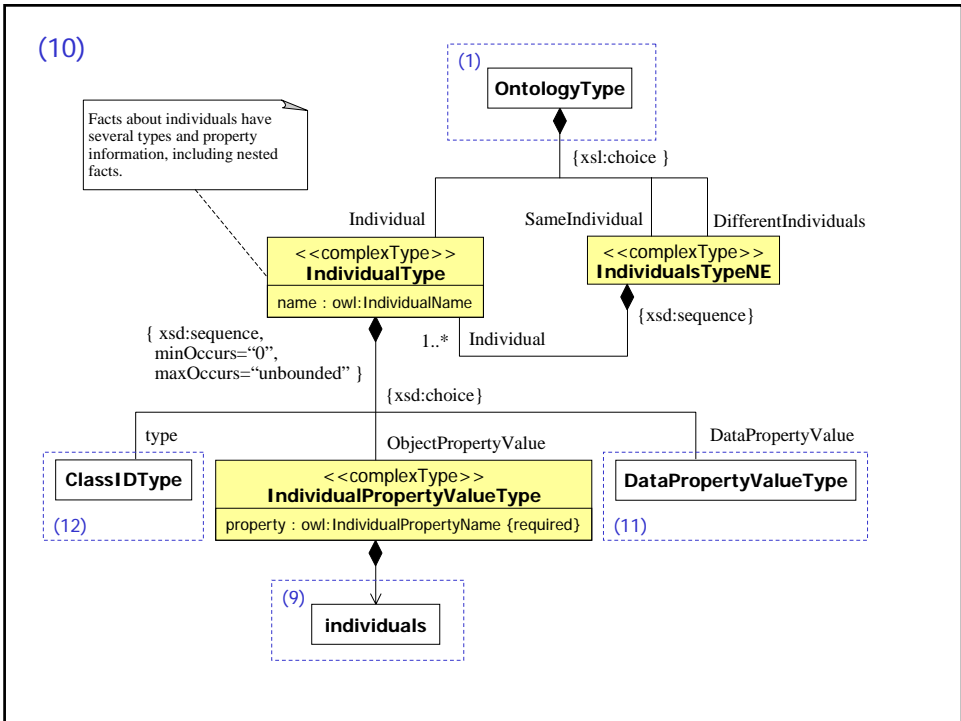 (10)
(1)
OntologyType
Facts about individuals have
several types and property
information, including nested
facts.
{xsl:choice }
Individual
SameIndividual
DifferentIndividuals
<<complexType>>
IndividualType
name : owl:IndividualName
<<complexType>>
IndividualsTypeNE
{xsd:sequence}
1..*
Individual
{ xsd:sequence,
minOccurs=“0”,
maxOccurs=“unbounded” }
{xsd:choice}
type
ObjectPropertyValue
DataPropertyValue
ClassIDType
(12)
<<complexType>>
IndividualPropertyValueType
property : owl:IndividualPropertyName {required}
DataPropertyValueType
(11)
(9)
individuals